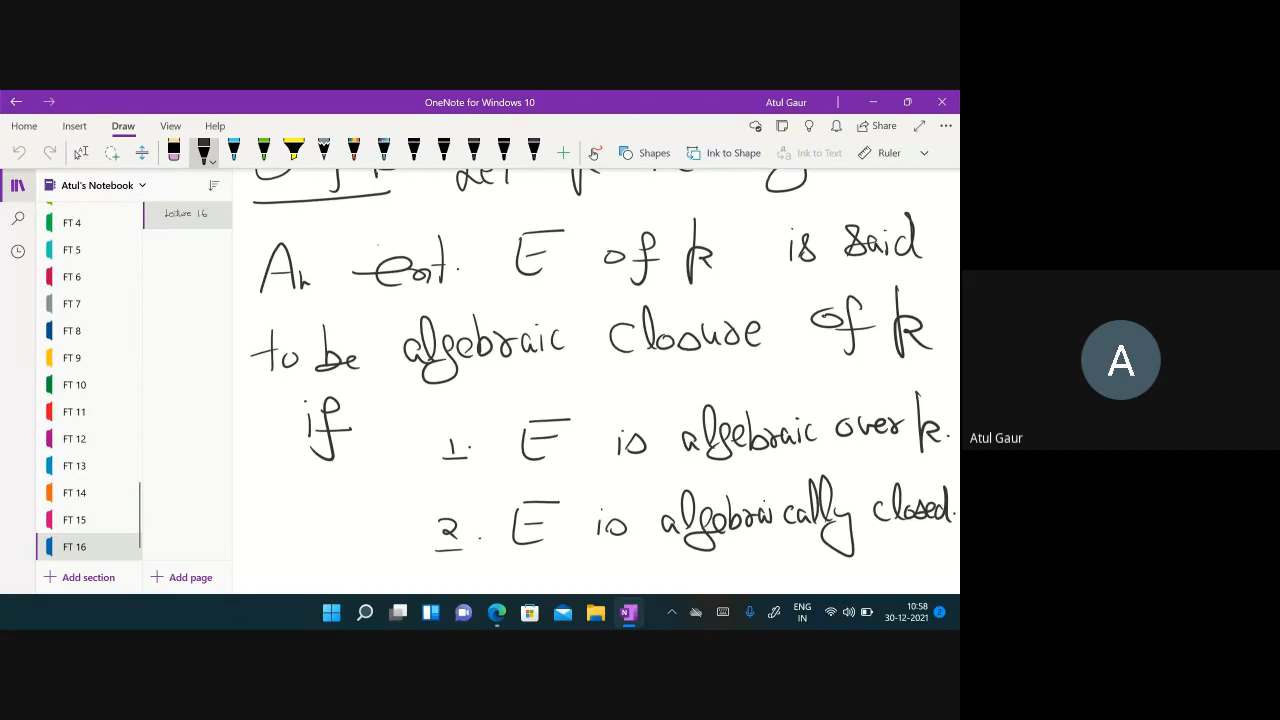 OneNote for Windows 10
Atul Gaur
Home Insert Draw View Help
Share
Shapes Ink to Shape Ink to Text Ruler
Atul's Notebook
Lecture 16
FT 4
FT 5
FT 6
FT 7
FT 8
FT 9
FT 10
FT 11
FT 12
FT 13
FT 14
FT 15
FT 16
Add section Add page
An ext. E of k is said
to be algebraic closure of k
if 1. E is algebraic over k.
2. E is algebraically closed.
ENG
IN
10:58
30-12-2021
2
A
Atul Gaur